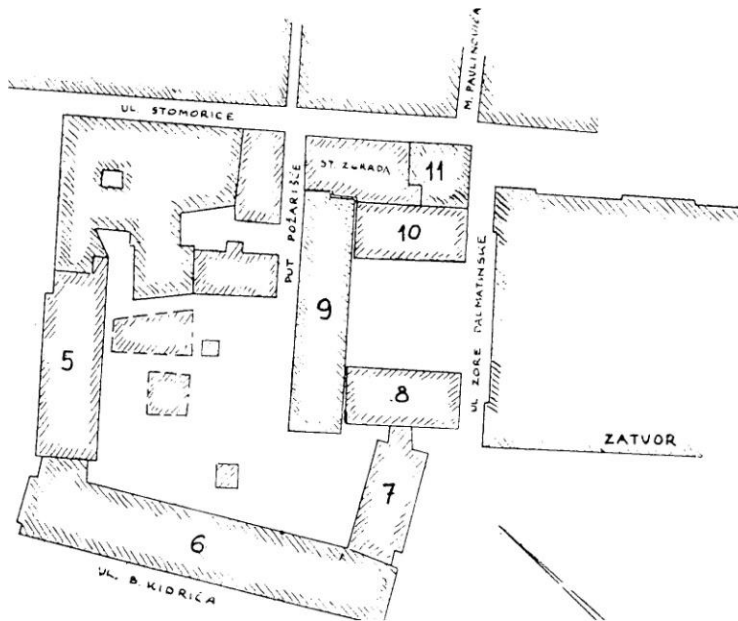 M. PAULINOVIĆA
UL. STOMORICE
ST. ZGRADA
11
PUT POŽARIŠĆE
10
UL ZORE DALMATINSKE
9
5
8
ZATVOR
7
6
UL. B. KIDRIČA